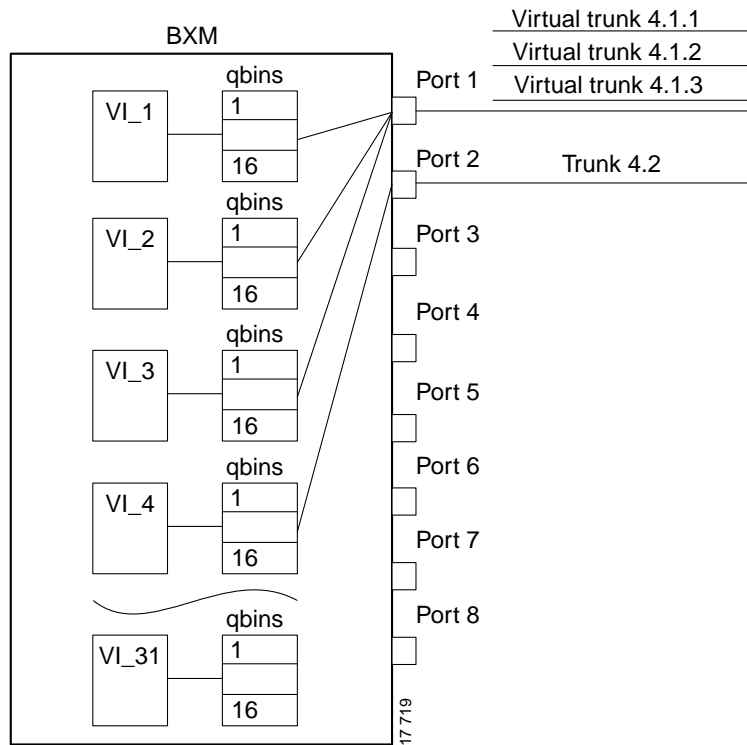 Virtual trunk 4.1.1
BXM
Virtual trunk 4.1.2
qbins
Port 1
Virtual trunk 4.1.3
VI_1
1
16
Port 2
Trunk 4.2
qbins
VI_2
1
16
Port 3
Port 4
qbins
VI_3
1
16
Port 5
qbins
Port 6
VI_4
1
16
Port 7
qbins
Port 8
VI_31
1
16
17 719